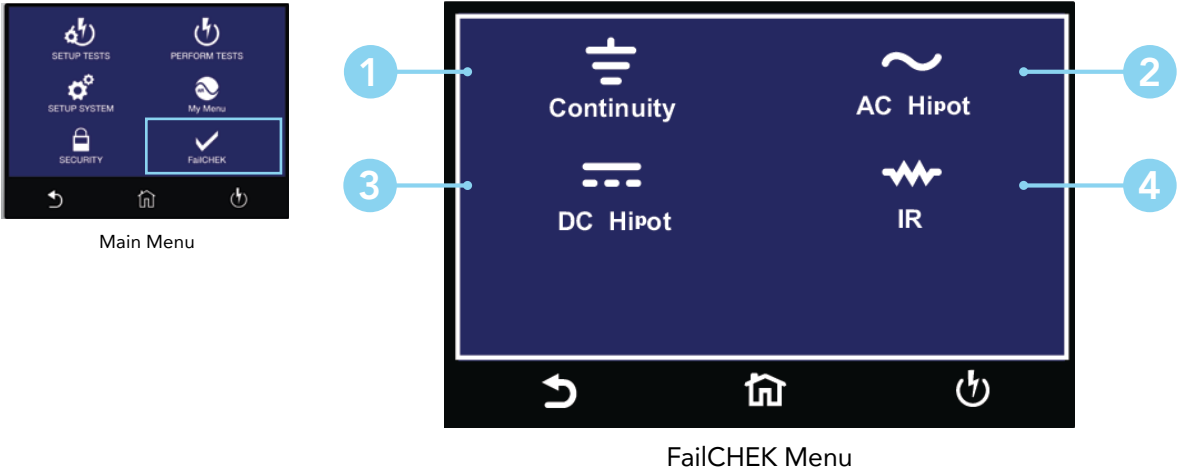 SETUP TESTS PERFORM TESTS
SETUP SYSTEM My Menu
SECURITY FailCHEK
Main Menu
1 2
Continuity AC Hipot
3 4
DC Hipot IR
FailCHEK Menu